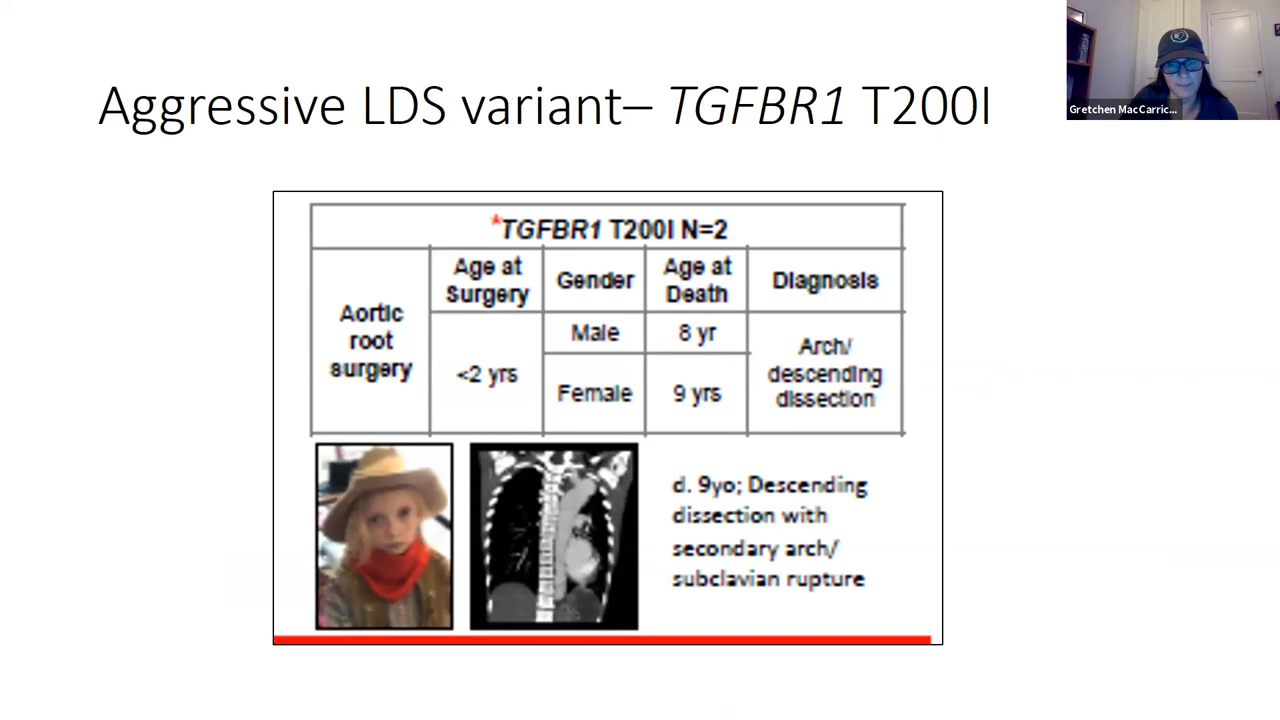 Gretchen MacCarric...
Aggressive LDS variant– TGFBR1 T200I
*TGFBR1 T200I N=2
Aortic root surgery
Age at Surgery
Gender
Age at Death
Diagnosis
<2 yrs
Male
8 yr
Arch/ descending dissection
Female
9 yrs
d. 9yo; Descending
dissection with
secondary arch/
subclavian rupture